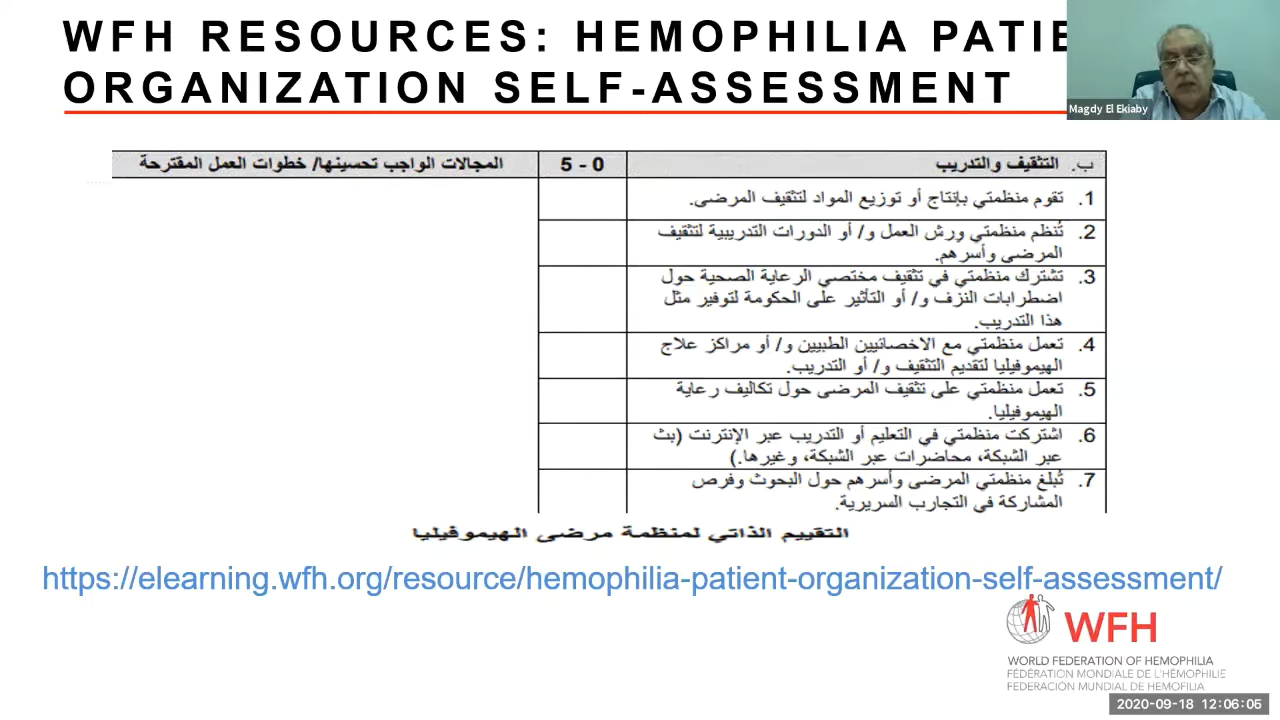 WFH RESOURCES: HEMOPHILIA PATIE
ORGANIZATION SELF-ASSESSMENT
Magdy El Ekiaby
ب. التثقيف والتدريب
0 - 5
المجالات الواجب تحسينها/ خطوات العمل المقترحة
1. تقوم منظمتي بإنتاج أو توزيع المواد لتثقيف المرضى.
2. تُنظم منظمتي ورش العمل و/ أو الدورات التدريبية لتثقيف
المرضى وأسرهم.
3. تشترك منظمتي في تثقيف مختصي الرعاية الصحية حول
اضطرابات النزف و/ أو التأثير على الحكومة لتوفير مثل
هذا التدريب.
4. تعمل منظمتي مع الاخصائيين الطبيين و/ أو مراكز علاج
الهيموفيليا لتقديم التثقيف و/ أو التدريب.
5. تعمل منظمتي على تثقيف المرضى حول تكاليف رعاية
الهيموفيليا.
6. اشتركت منظمتي في التعليم أو التدريب عبر الإنترنت (بث
عبر الشبكة، محاضرات عبر الشبكة، وغيرها.)
7. تُبلغ منظمتي المرضى وأسرهم حول البحوث وفرص
المشاركة في التجارب السريرية.
التقييم الذاتي لمنظمة مرضى الهيموفيليا
https://elearning.wfh.org/resource/hemophilia-patient-organization-self-assessment/
WFH
WORLD FEDERATION OF HEMOPHILIA
FÉDÉRATION MONDIALE DE L'HÉMOPHILIE
FEDERACION MUNDIAL DE HEMOFILIA
2020-09-18 12:06:06